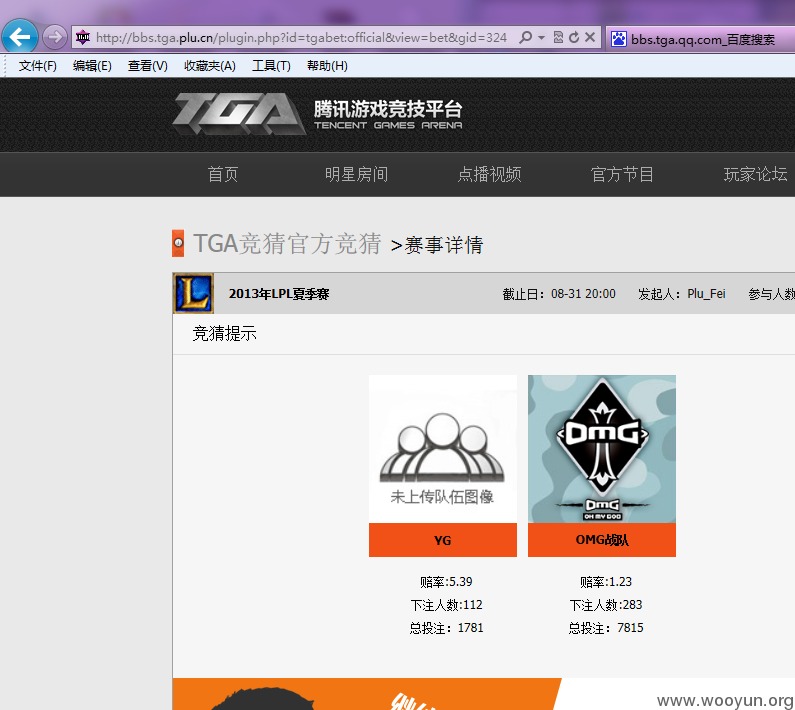 http://bbs.tga.plu.cn/plugin.php?id=tgabet:official&view=bet&gid=324
bbs.tga.qq.com_百度搜索
文件(F) 编辑(E) 查看(V) 收藏夹(A) 工具(T) 帮助(H)
TGA 腾讯游戏竞技平台
TENCENT GAMES ARENA
首页 明星房间 点播视频 官方节目 玩家论坛
TGA竞猜官方竞猜 >赛事详情
L 2013年LPL夏季赛 截止日：08-31 20:00 发起人：Plu_Fei 参与人数
竞猜提示
OMG
未上传队伍图像
OMG
OH MY GOD
YG OMG战队
赔率:5.39 赔率:1.23
下注人数:112 下注人数:283
总投注：1781 总投注：7815
www.wooyun.org